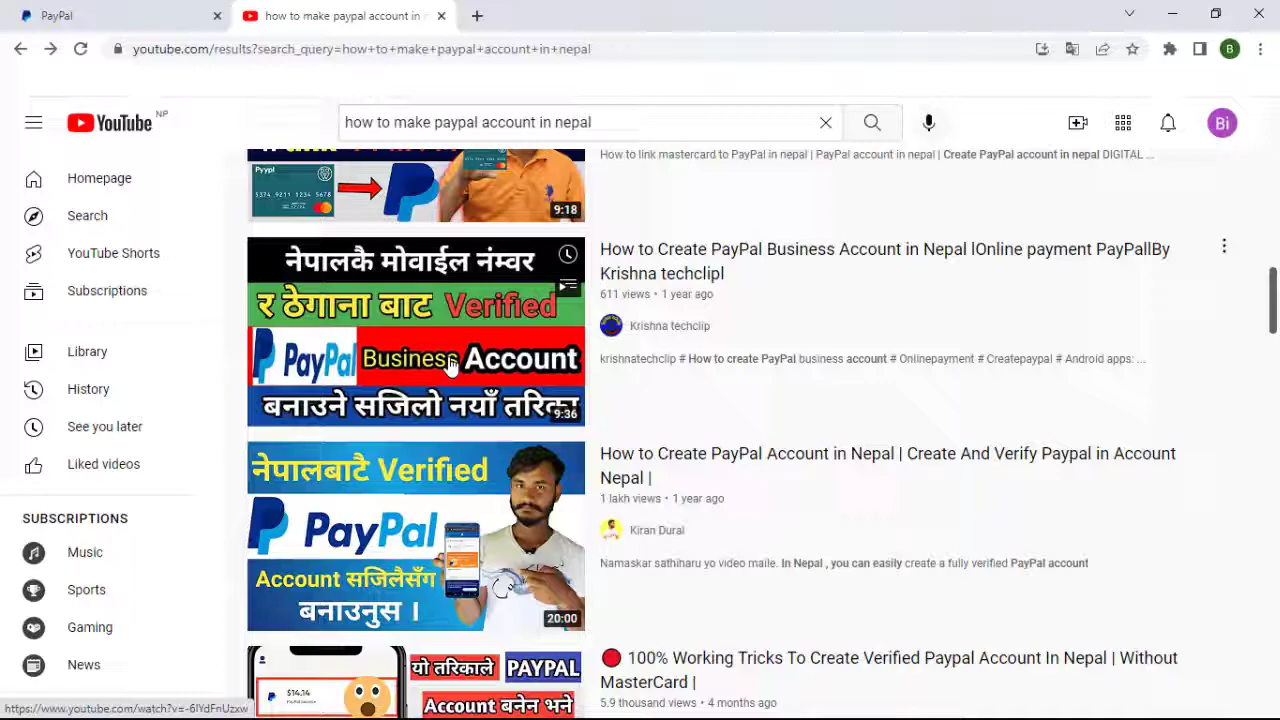 PayPal
how to make paypal account in
youtube.com/results?search_query=how+to+make+paypal+account+in+nepal
B
YouTube NP
how to make paypal account in nepal
Bi
Homepage
Search
YouTube Shorts
Subscriptions
Library
History
See you later
Liked videos
SUBSCRIPTIONS
Music
Sports
Gaming
News
Pyypl
5374 9211 1234 5678
9:18
How to link mastercard to PayPal in nepal | PayPal account in nepal | Create PayPal account in nepal DIGITAL ...
नेपालकै मोवाईल नंम्वर
र ठेगाना बाट Verified
PayPal Business Account
बनाउने सजिलो नयाँ तरिका
9:36
How to Create PayPal Business Account in Nepal lOnline payment PayPallBy
Krishna techclipl
611 views • 1 year ago
Krishna techclip
krishnatechclip # How to create PayPal business account # Onlinepayment # Createpaypal # Android apps: ...
नेपालबाटै Verified
PayPal
Account सजिलैसँग
बनाउनुस ।
20:00
How to Create PayPal Account in Nepal | Create And Verify Paypal in Account
Nepal |
1 lakh views • 1 year ago
Kiran Dural
Namaskar sathiharu yo video maile. In Nepal , you can easily create a fully verified PayPal account
$14.14
यो तरिकाले PAYPAL
Account बनेन भने
100% Working Tricks To Create Verified Paypal Account In Nepal | Without
MasterCard |
5.9 thousand views • 4 months ago
https://www.youtube.com/watch?v=-6lYdFnUzxw